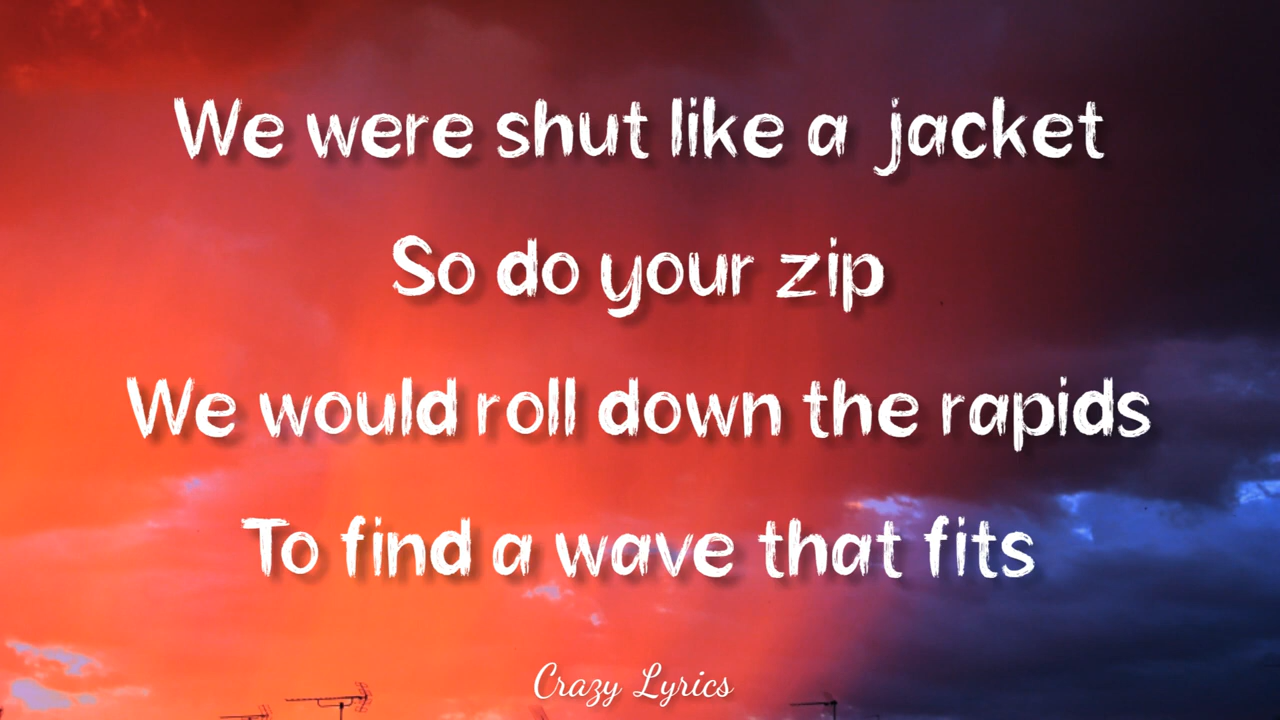 We were shut like a jacket
So do your zip
We would roll down the rapids
To find a wave that fits
Crazy Lyrics